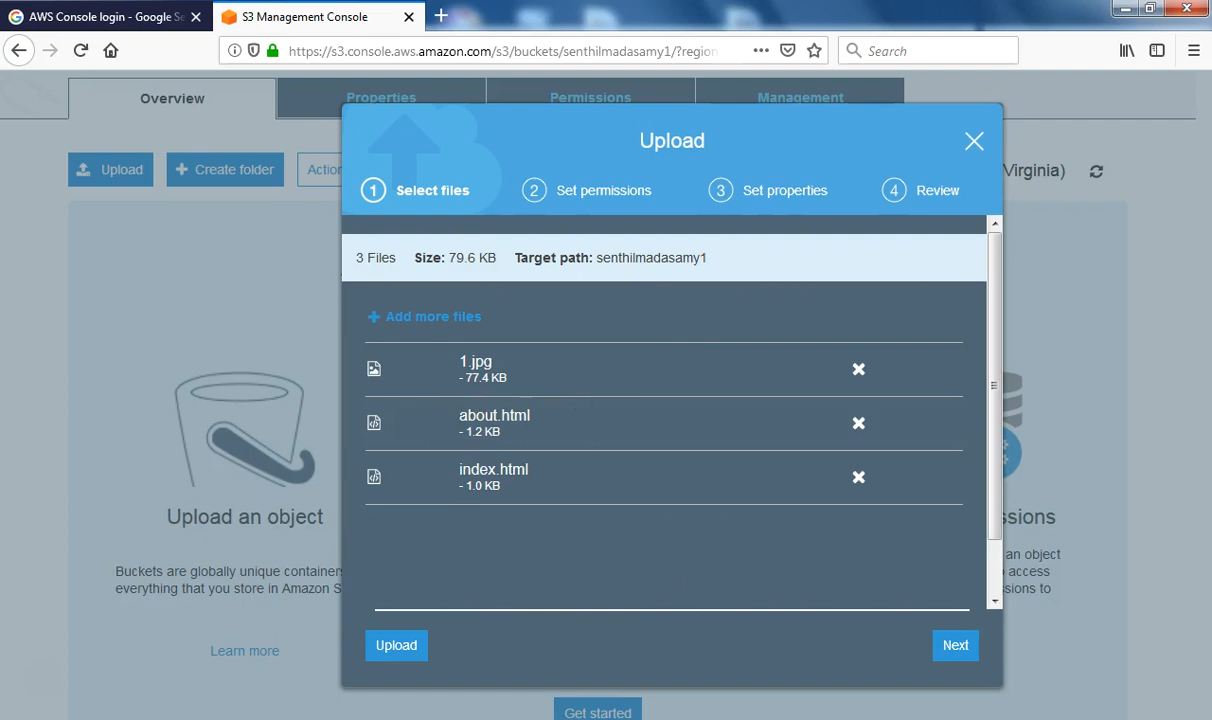 AWS Console login - Google Se
S3 Management Console
https://s3.console.aws.amazon.com/s3/buckets/senthilmadasamy1/?region
Search
Overview
Properties
Permissions
Management
Upload
Create folder
Action
Virginia)
Upload
1 Select files
2 Set permissions
3 Set properties
4 Review
3 Files Size: 79.6 KB Target path: senthilmadasamy1
Add more files
1.jpg
- 77.4 KB
about.html
- 1.2 KB
index.html
- 1.0 KB
Upload an object
Buckets are globally unique containers
everything that you store in Amazon S
Learn more
ssions
an object
access
sions to
Upload
Next
Get started